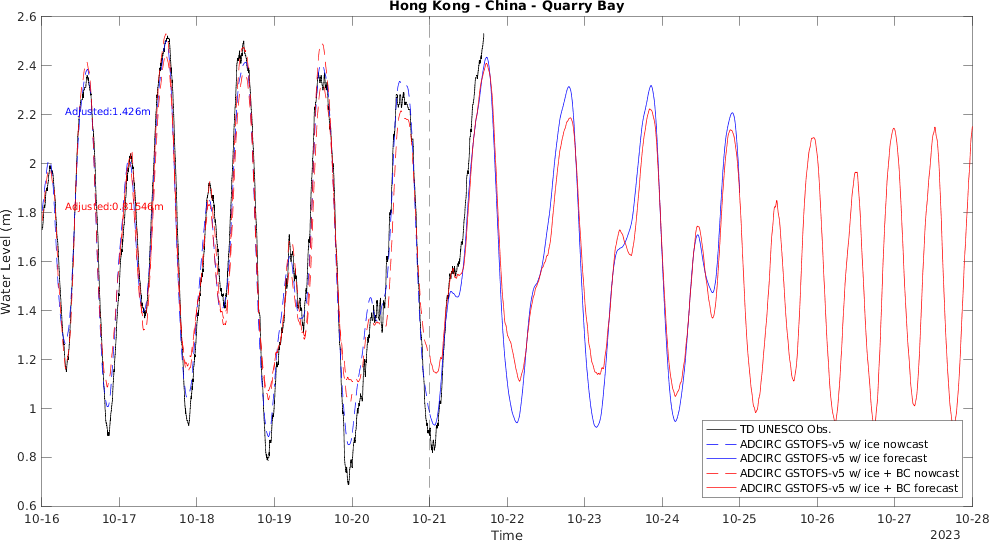 Hong Kong - China - Quarry Bay
2.6
2.4
2.2
2
1.8
1.6
1.4
1.2
1
0.8
0.6
Water Level (m)
Adjusted:1.426m
Adjusted:0.81546m
TD UNESCO Obs.
ADCIRC GSTOFS-v5 w/ ice nowcast
ADCIRC GSTOFS-v5 w/ ice forecast
ADCIRC GSTOFS-v5 w/ ice + BC nowcast
ADCIRC GSTOFS-v5 w/ ice + BC forecast
10-16 10-17 10-18 10-19 10-20 10-21 10-22 10-23 10-24 10-25 10-26 10-27 10-28
Time
2023